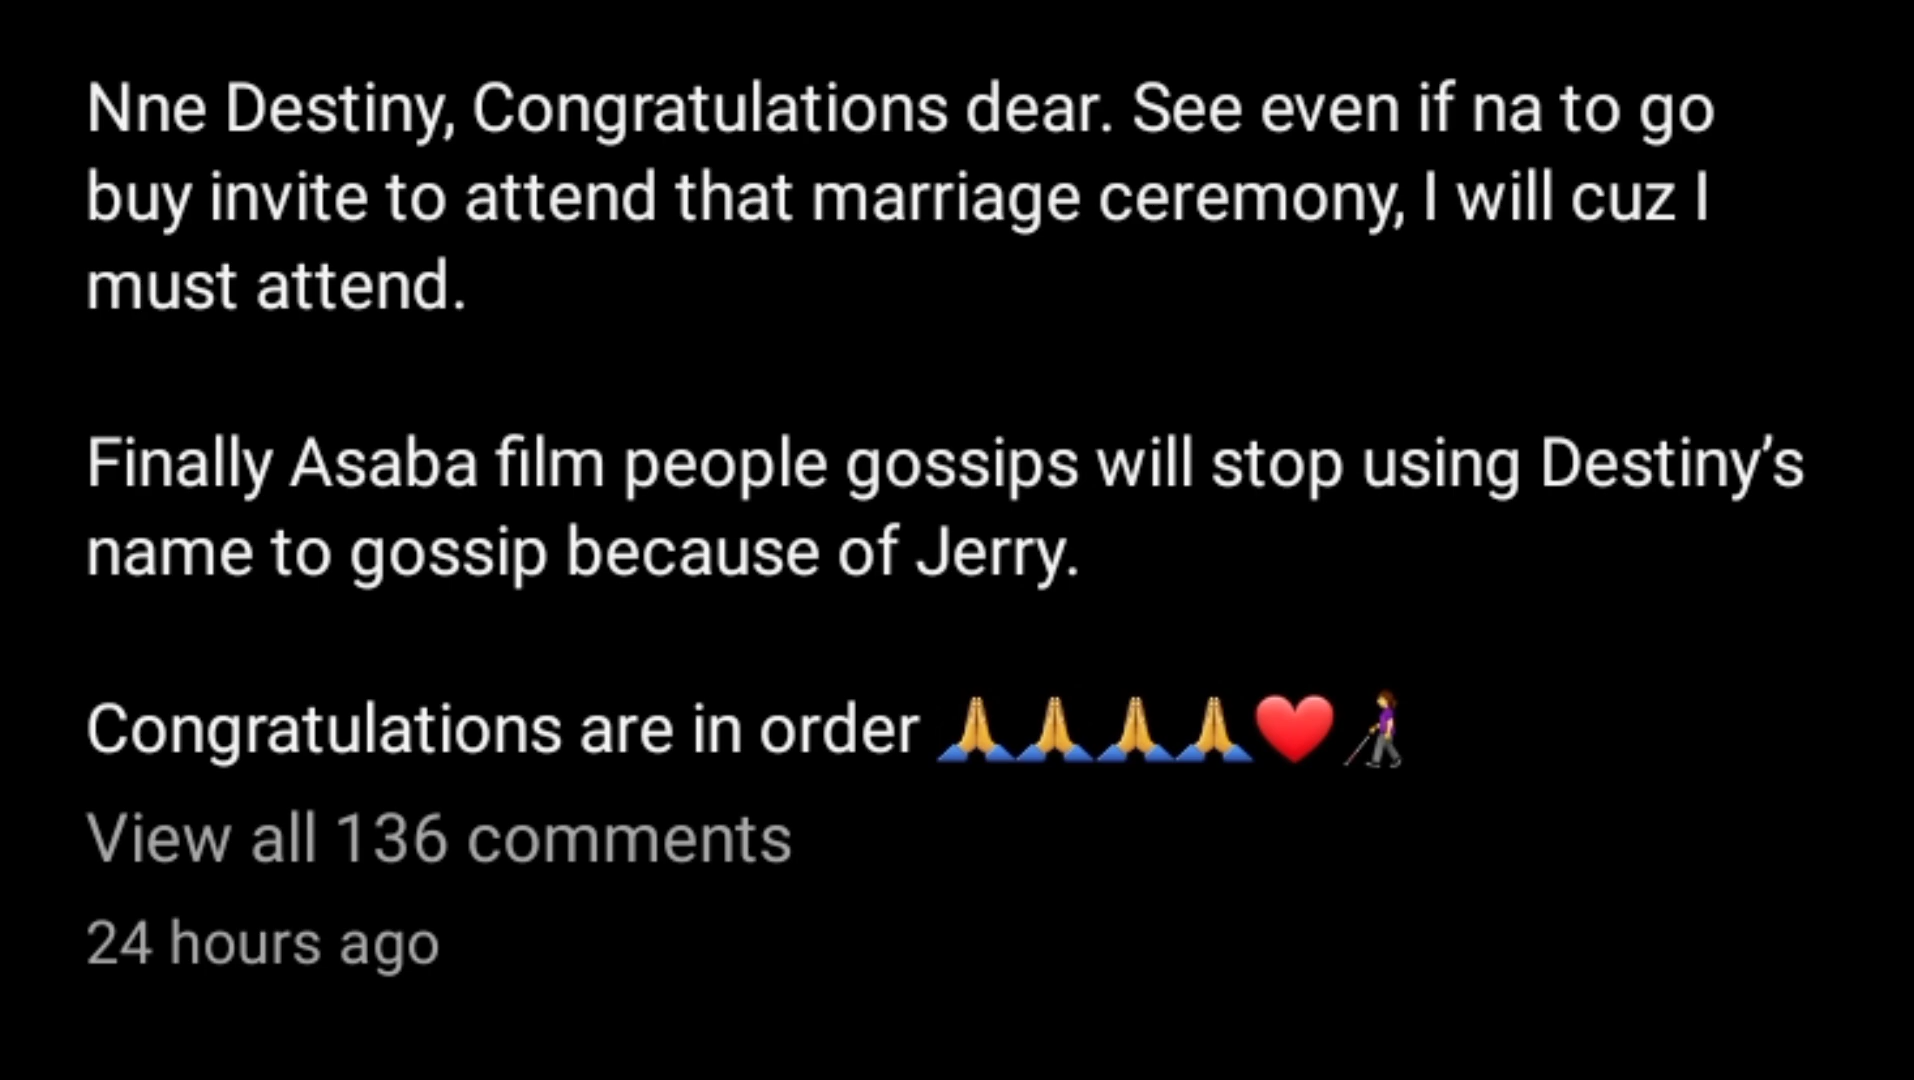 Nne Destiny, Congratulations dear. See even if na to go
buy invite to attend that marriage ceremony, I will cuz I
must attend.
Finally Asaba film people gossips will stop using Destiny’s
name to gossip because of Jerry.
Congratulations are in order 🙏🙏🙏🙏❤️👩‍🦯
View all 136 comments
24 hours ago